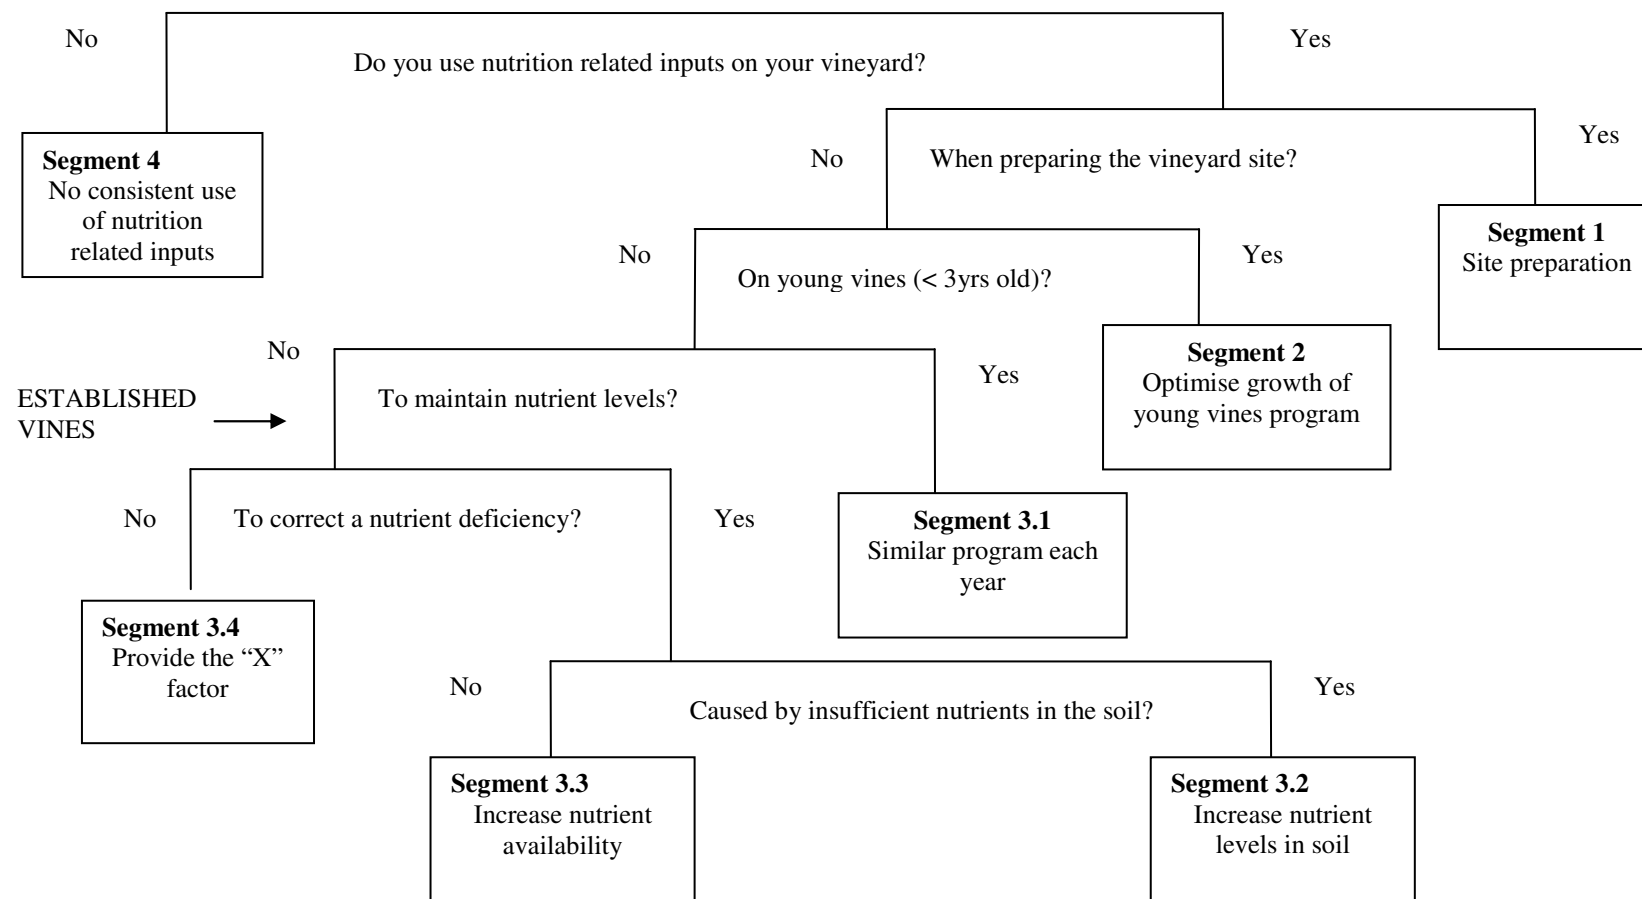 No
Yes
Do you use nutrition related inputs on your vineyard?
Segment 4
No consistent use
of nutrition
related inputs
No
When preparing the vineyard site?
Yes
Segment 1
Site preparation
No
On young vines (< 3yrs old)?
Yes
Segment 2
Optimise growth of
young vines program
ESTABLISHED
VINES
No
To maintain nutrient levels?
Yes
Segment 3.1
Similar program each
year
No
To correct a nutrient deficiency?
Yes
Segment 3.4
Provide the “X”
factor
No
Caused by insufficient nutrients in the soil?
Yes
Segment 3.3
Increase nutrient
availability
Segment 3.2
Increase nutrient
levels in soil